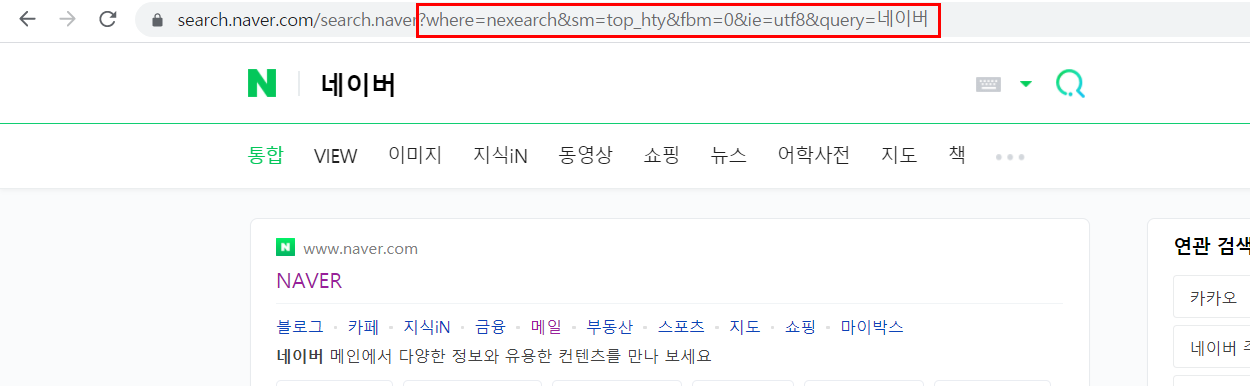 search.naver.com/search.naver?where=nexearch&sm=top_hty&fbm=0&ie=utf8&query=네이버
N 네이버
통합 VIEW 이미지 지식iN 동영상 쇼핑 뉴스 어학사전 지도 책
N www.naver.com
NAVER
블로그 · 카페 · 지식iN · 금융 · 메일 · 부동산 · 스포츠 · 지도 · 쇼핑 · 마이박스
네이버 메인에서 다양한 정보와 유용한 컨텐츠를 만나 보세요
연관 검색
카카오
네이버